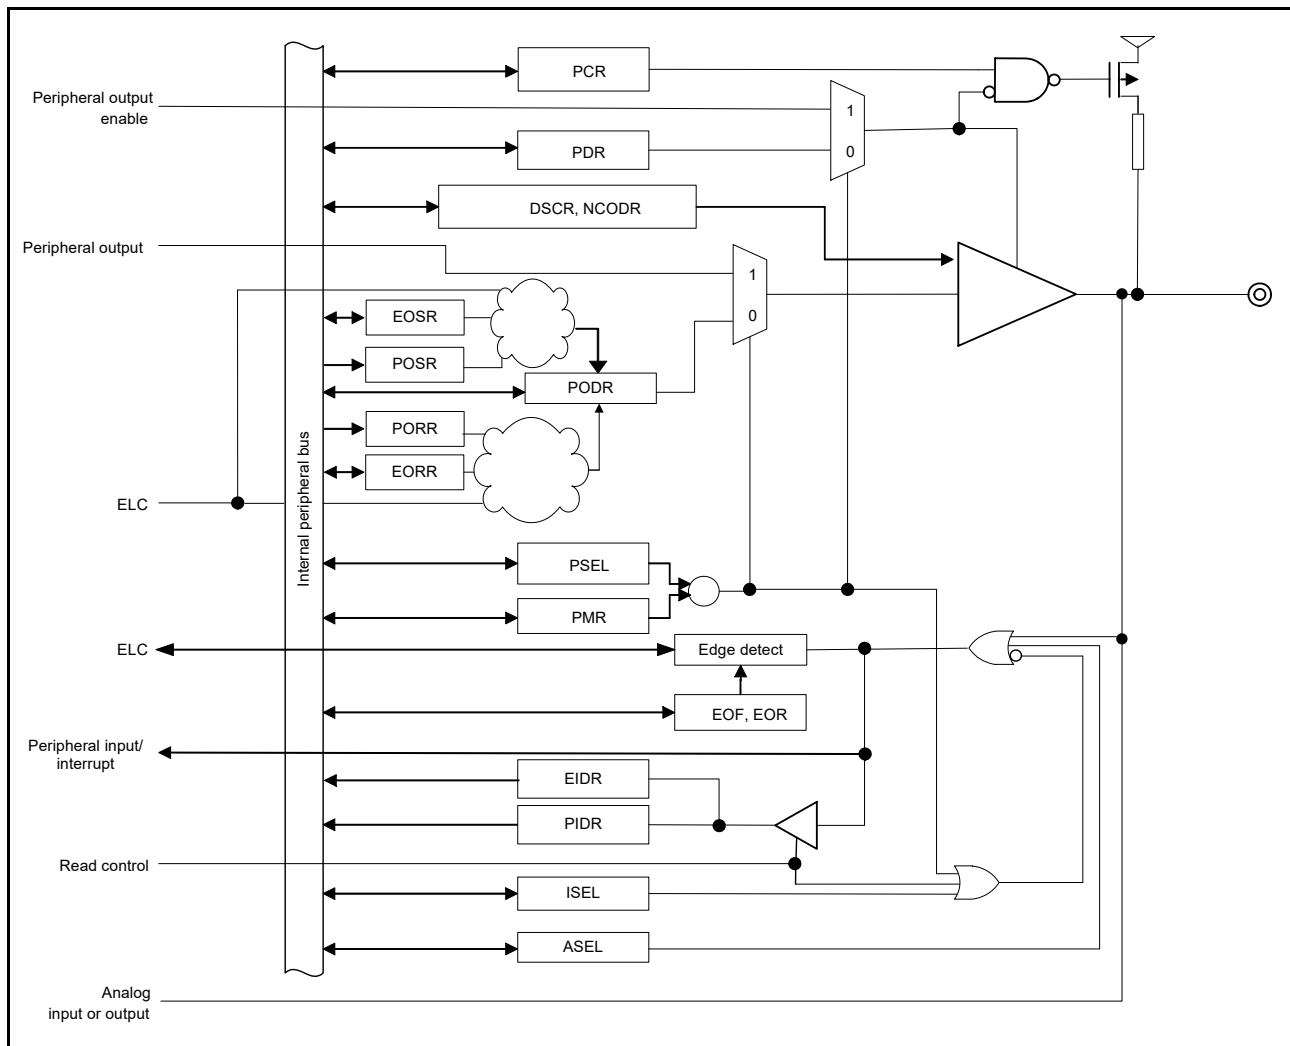 PCR
Peripheral output
enable
1
PDR
0
DSCR, NCODR
Peripheral output
1
EOSR
0
POSR
PODR
PORR
EORR
ELC
Internal peripheral bus
PSEL
PMR
ELC
Edge detect
EOF, EOR
Peripheral input/
interrupt
EIDR
PIDR
Read control
ISEL
ASEL
Analog
input or output